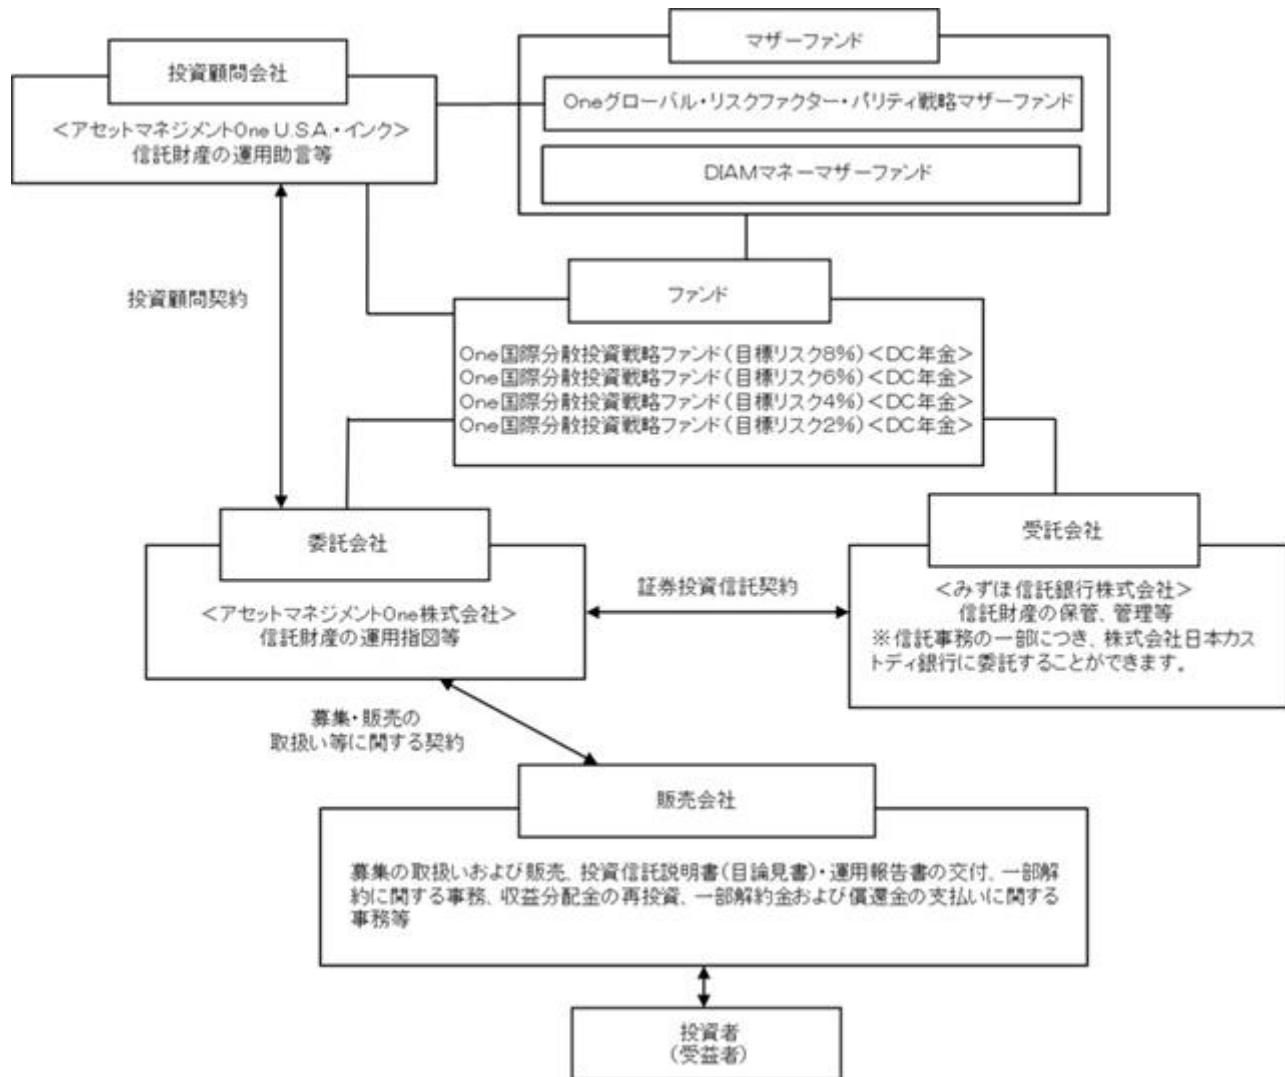 マザーファンド
投資顧問会社
Oneグローバル・リスクファクター・パリティ戦略マザーファンド
＜アセットマネジメントOne U.S.A.・インク＞
信託財産の運用助言等
DIAMマネーマザーファンド
投資顧問契約
ファンド
One国際分散投資戦略ファンド（目標リスク8％）＜DC年金＞
One国際分散投資戦略ファンド（目標リスク6％）＜DC年金＞
One国際分散投資戦略ファンド（目標リスク4％）＜DC年金＞
One国際分散投資戦略ファンド（目標リスク2％）＜DC年金＞
委託会社
＜アセットマネジメントOne株式会社＞
信託財産の運用指図等
証券投資信託契約
受託会社
＜みずほ信託銀行株式会社＞
信託財産の保管、管理等
※信託事務の一部につき、株式会社日本カス
トディ銀行に委託することができます。
募集・販売の
取扱い等に関する契約
販売会社
募集の取扱いおよび販売、投資信託説明書（目論見書）・運用報告書の交付、一部解
約に関する事務、収益分配金の再投資、一部解約金および償還金の支払いに関する
事務等
投資者
（受益者）